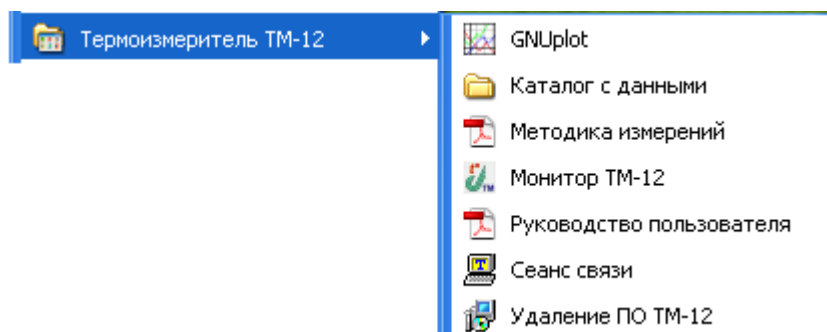 Термоизмеритель ТМ-12
GNUplot
Каталог с данными
Методика измерений
Монитор ТМ-12
Руководство пользователя
Сеанс связи
Удаление ПО ТМ-12